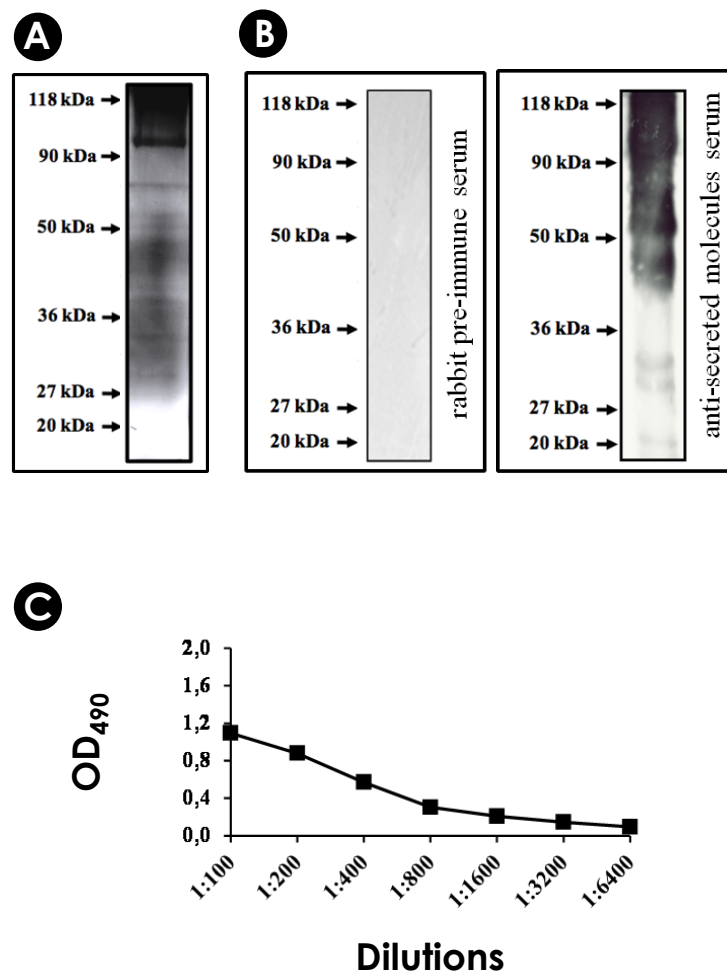 A
118 kDa
90 kDa
50 kDa
36 kDa
27 kDa
20 kDa
B
118 kDa
90 kDa
50 kDa
36 kDa
27 kDa
20 kDa
rabbit pre-immune serum
118 kDa
90 kDa
50 kDa
36 kDa
27 kDa
20 kDa
anti-secreted molecules serum
C
OD490
2,0
1,6
1,2
0,8
0,4
0,0
1:100
1:200
1:400
1:800
1:1600
1:3200
1:6400
Dilutions